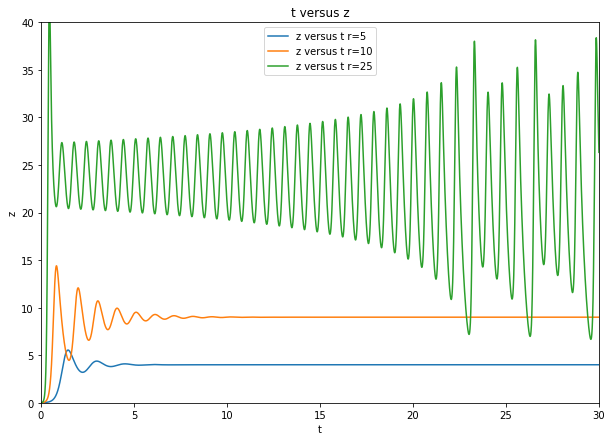 t versus z
z versus t r=5
z versus t r=10
z versus t r=25
40
35
30
25
20
15
10
5
0
z
0 5 10 15 20 25 30
t